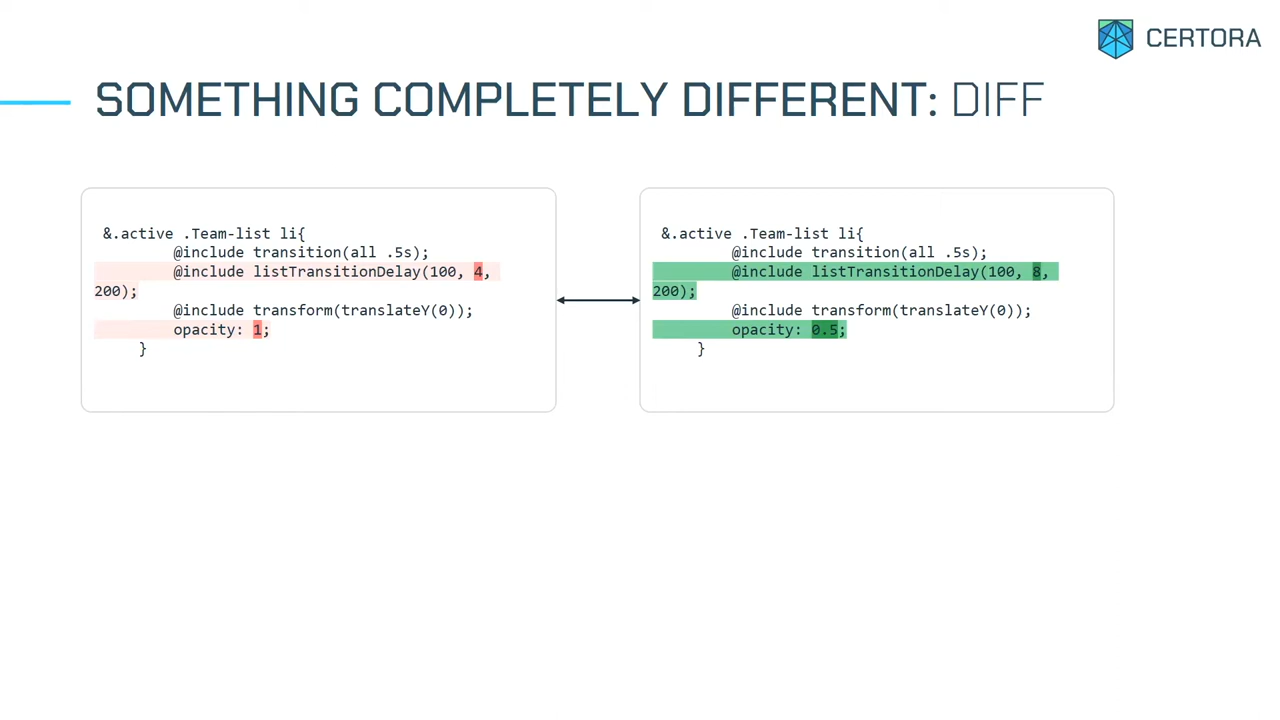 CERTORA
SOMETHING COMPLETELY DIFFERENT: DIFF
&.active .Team-list li{
@include transition(all .5s);
@include listTransitionDelay(100, 4,
200);
@include transform(translateY(0));
opacity: 1;
}
&.active .Team-list li{
@include transition(all .5s);
@include listTransitionDelay(100, 8,
200);
@include transform(translateY(0));
opacity: 0.5;
}